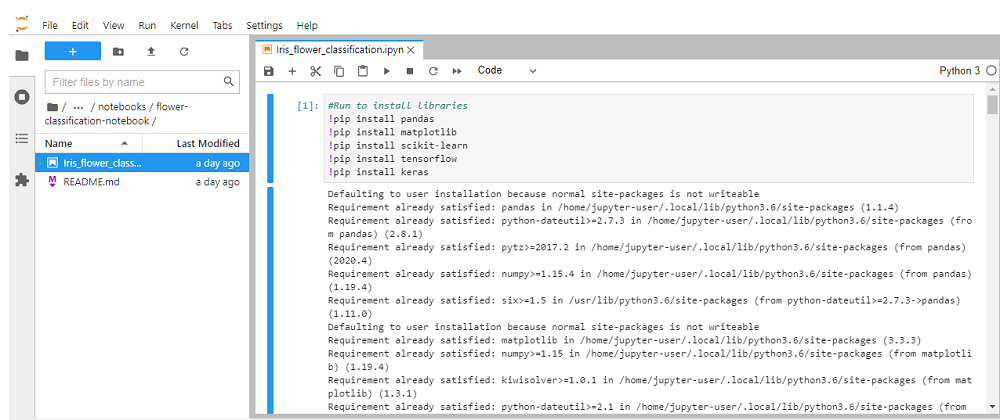 File Edit View Run Kernel Tabs Settings Help
Filter files by name
/ ... / notebooks / flower-
classification-notebook /
Name Last Modified
Iris_flower_class... a day ago
README.md a day ago
Iris_flower_classification.ipyn
Code
Python 3
[1]:
#Run to install libraries
!pip install pandas
!pip install matplotlib
!pip install scikit-learn
!pip install tensorflow
!pip install keras
Defaulting to user installation because normal site-packages is not writeable
Requirement already satisfied: pandas in /home/jupyter-user/.local/lib/python3.6/site-packages (1.1.4)
Requirement already satisfied: python-dateutil>=2.7.3 in /home/jupyter-user/.local/lib/python3.6/site-packages (fro
m pandas) (2.8.1)
Requirement already satisfied: pytz>=2017.2 in /home/jupyter-user/.local/lib/python3.6/site-packages (from pandas)
(2020.4)
Requirement already satisfied: numpy>=1.15.4 in /home/jupyter-user/.local/lib/python3.6/site-packages (from pandas)
(1.19.4)
Requirement already satisfied: six>=1.5 in /usr/lib/python3.6/site-packages (from python-dateutil>=2.7.3->pandas)
(1.11.0)
Defaulting to user installation because normal site-packages is not writeable
Requirement already satisfied: matplotlib in /home/jupyter-user/.local/lib/python3.6/site-packages (3.3.3)
Requirement already satisfied: numpy>=1.15 in /home/jupyter-user/.local/lib/python3.6/site-packages (from matplotli
b) (1.19.4)
Requirement already satisfied: kiwisolver>=1.0.1 in /home/jupyter-user/.local/lib/python3.6/site-packages (from mat
plotlib) (1.3.1)
Requirement already satisfied: python-dateutil>=2.1 in /home/jupyter-user/.local/lib/python3.6/site-packages (from